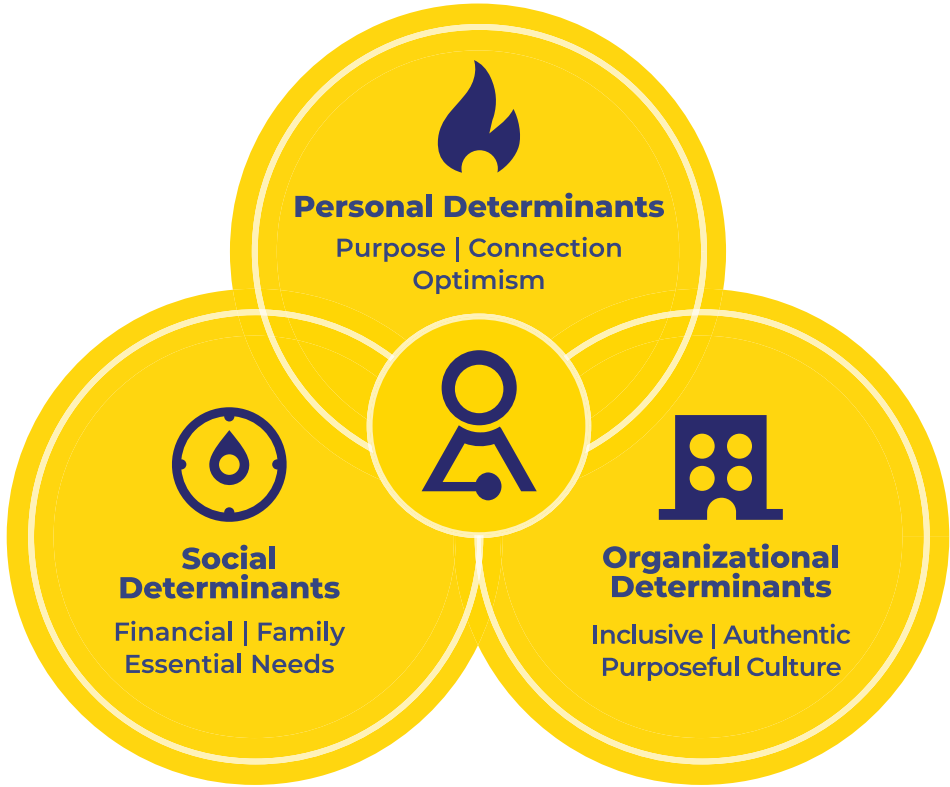 Personal Determinants
Purpose | Connection
Optimism
Social
Determinants
Financial | Family
Essential Needs
Organizational
Determinants
Inclusive | Authentic
Purposeful Culture